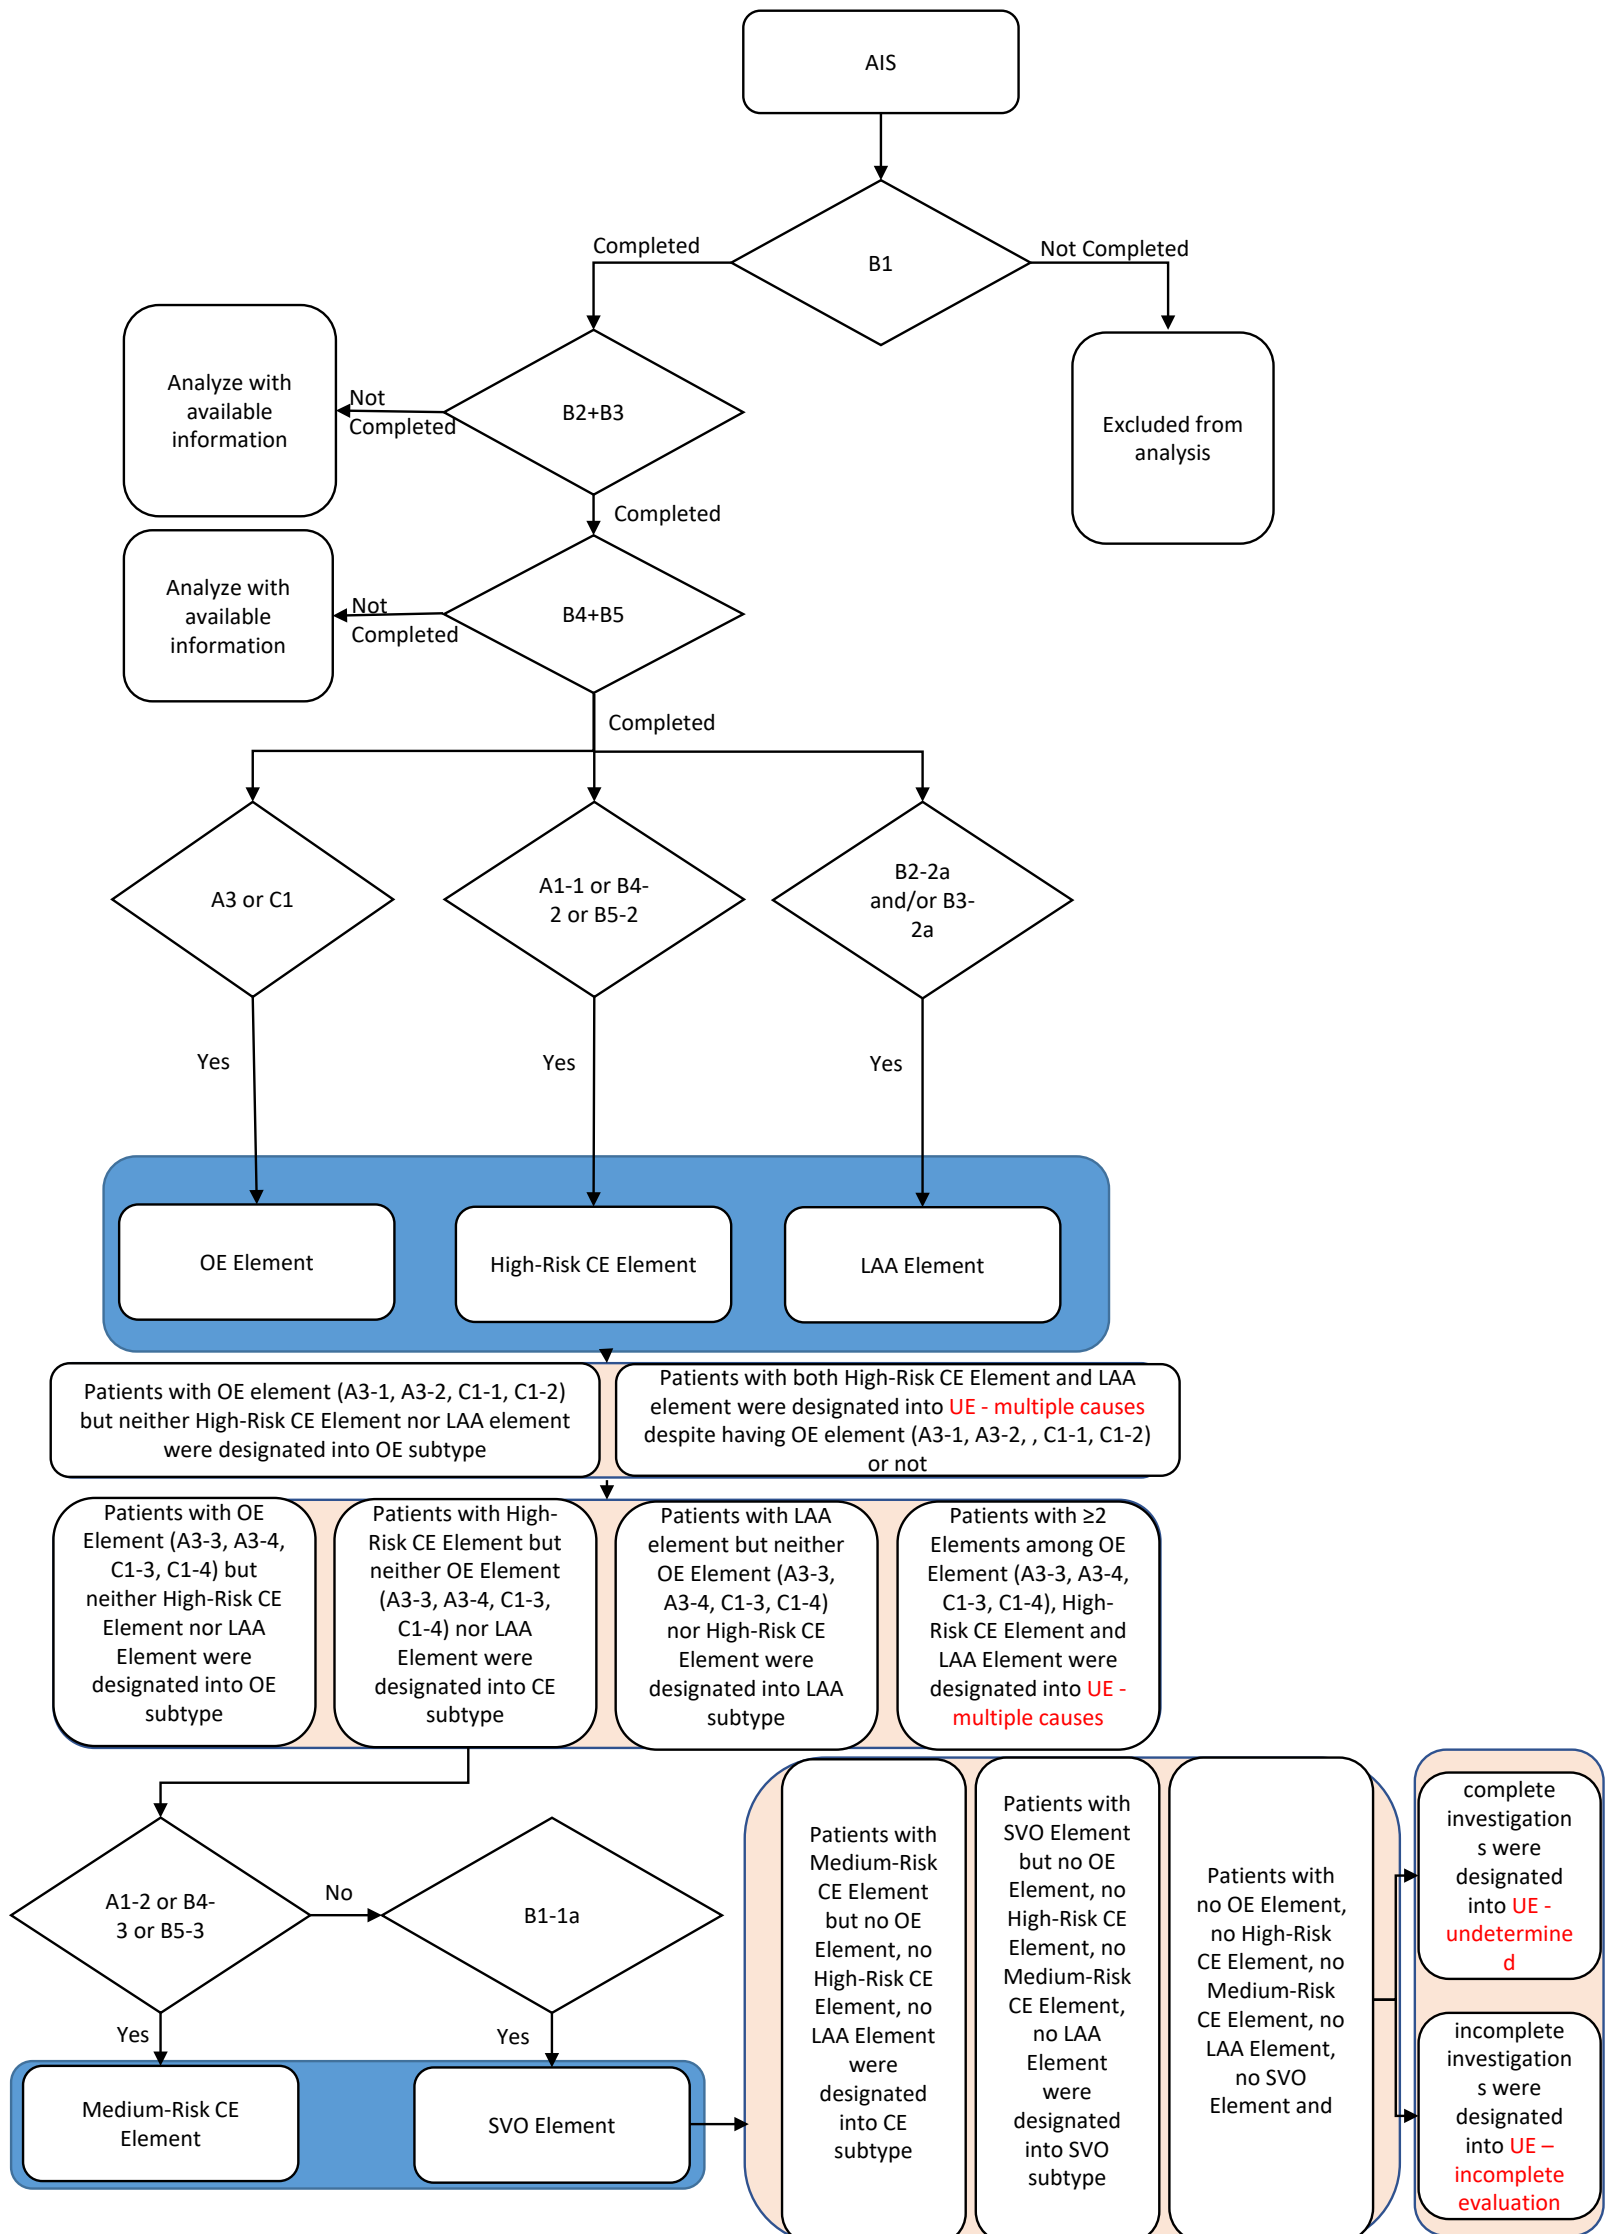 AIS
B1
Completed
Not Completed
B2+B3
Not
Completed
Analyze with
available
information
Excluded from
analysis
Completed
B4+B5
Not
Completed
Analyze with
available
information
Completed
A3 or C1
A1-1 or B4-
2 or B5-2
B2-2a
and/or B3-
2a
Yes
Yes
Yes
OE Element
High-Risk CE Element
LAA Element
Patients with OE element (A3-1, A3-2, C1-1, C1-2)
but neither High-Risk CE Element nor LAA element
were designated into OE subtype
Patients with both High-Risk CE Element and LAA
element were designated into UE - multiple causes
despite having OE element (A3-1, A3-2, , C1-1, C1-2)
or not
Patients with OE
Element (A3-3, A3-4,
C1-3, C1-4) but
neither High-Risk CE
Element nor LAA
Element were
designated into OE
subtype
Patients with High-
Risk CE Element but
neither OE Element
(A3-3, A3-4, C1-3,
C1-4) nor LAA
Element were
designated into CE
subtype
Patients with LAA
element but neither
OE Element (A3-3,
A3-4, C1-3, C1-4)
nor High-Risk CE
Element were
designated into LAA
subtype
Patients with ≥2
Elements among OE
Element (A3-3, A3-4,
C1-3, C1-4), High-
Risk CE Element and
LAA Element were
designated into UE -
multiple causes
A1-2 or B4-
3 or B5-3
No
B1-1a
Yes
Yes
Medium-Risk CE
Element
SVO Element
Patients with
Medium-Risk
CE Element
but no OE
Element, no
High-Risk CE
Element, no
LAA Element
were
designated
into CE
subtype
Patients with
SVO Element
but no OE
Element, no
High-Risk CE
Element, no
Medium-Risk
CE Element,
no LAA
Element
were
designated
into SVO
subtype
Patients with
no OE Element,
no High-Risk
CE Element, no
Medium-Risk
CE Element, no
LAA Element,
no SVO
Element and
complete
investigation
s were
designated
into UE -
undetermine
d
incomplete
investigation
s were
designated
into UE –
incomplete
evaluation